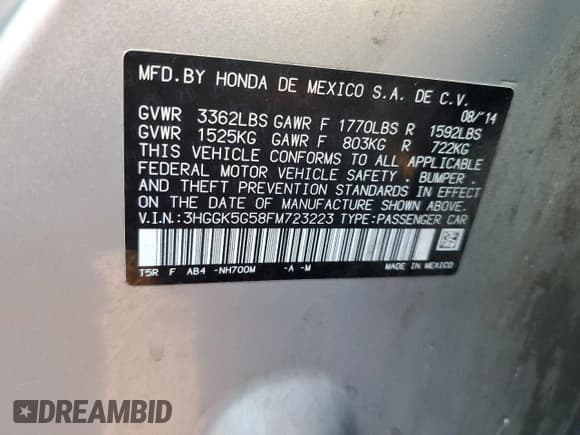 MFD.BY HONDA DE MEXICO S.A. DE C.V.
08/'14
GVWR 3362LBS GAWR F 1770LBS R 1592LBS
GVWR 1525KG GAWR F 803KG R 722KG
THIS VEHICLE CONFORMS TO ALL APPLICABLE
FEDERAL MOTOR VEHICLE SAFETY, BUMPER,
AND THEFT PREVENTION STANDARDS IN EFFECT
ON THE DATE OF MANUFACTURE SHOWN ABOVE.
V.I.N.:3HGGK5G58FM723223 TYPE:PASSENGER CAR
T5R F AB4 -NH700M -A -M MADE IN MEXICO
DREAMBID